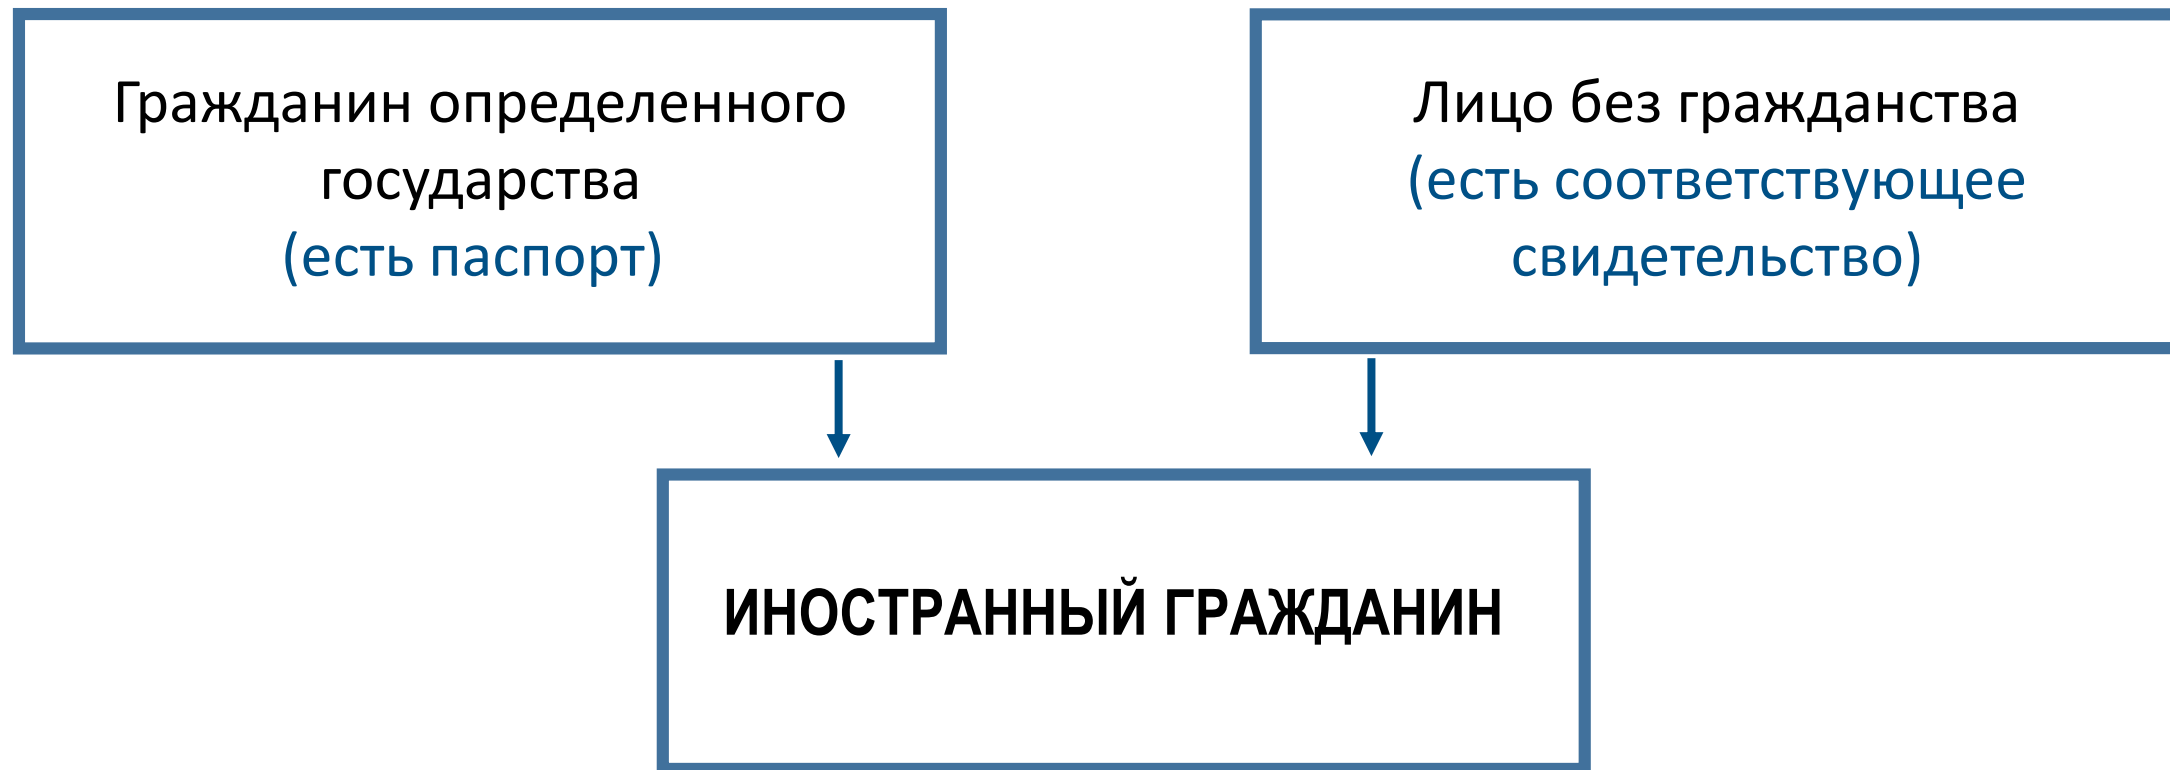 Гражданин определенного
государства
(есть паспорт)
Лицо без гражданства
(есть соответствующее
свидетельство)
ИНОСТРАННЫЙ ГРАЖДАНИН